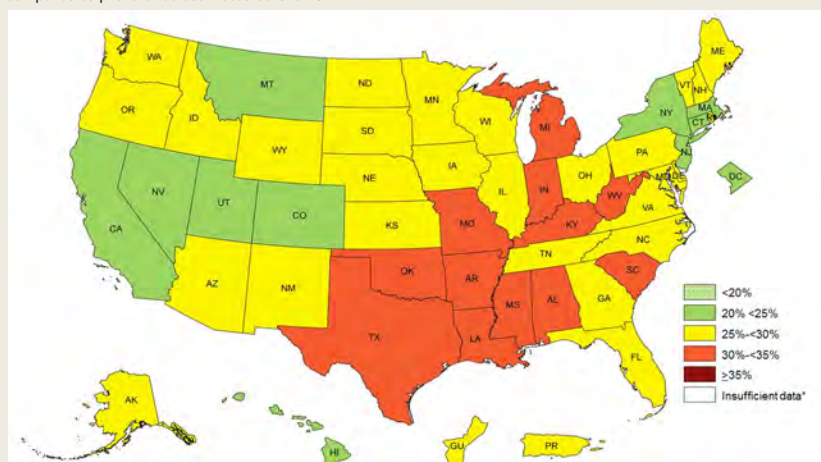 WA
MT
ND
MN
ME
VT
NH
OR
ID
SD
WI
MI
NY
MA
CT
WY
IA
PA
NJ
NE
IL
IN
OH
MD
DE
DC
NV
UT
CO
KS
MO
WV
VA
KY
CA
TN
NC
AZ
NM
OK
AR
SC
MS
AL
GA
TX
LA
FL
AK
HI
GU
PR
<20%
20% <25%
25%-<30%
30%-<35%
≥35%
Insufficient data*